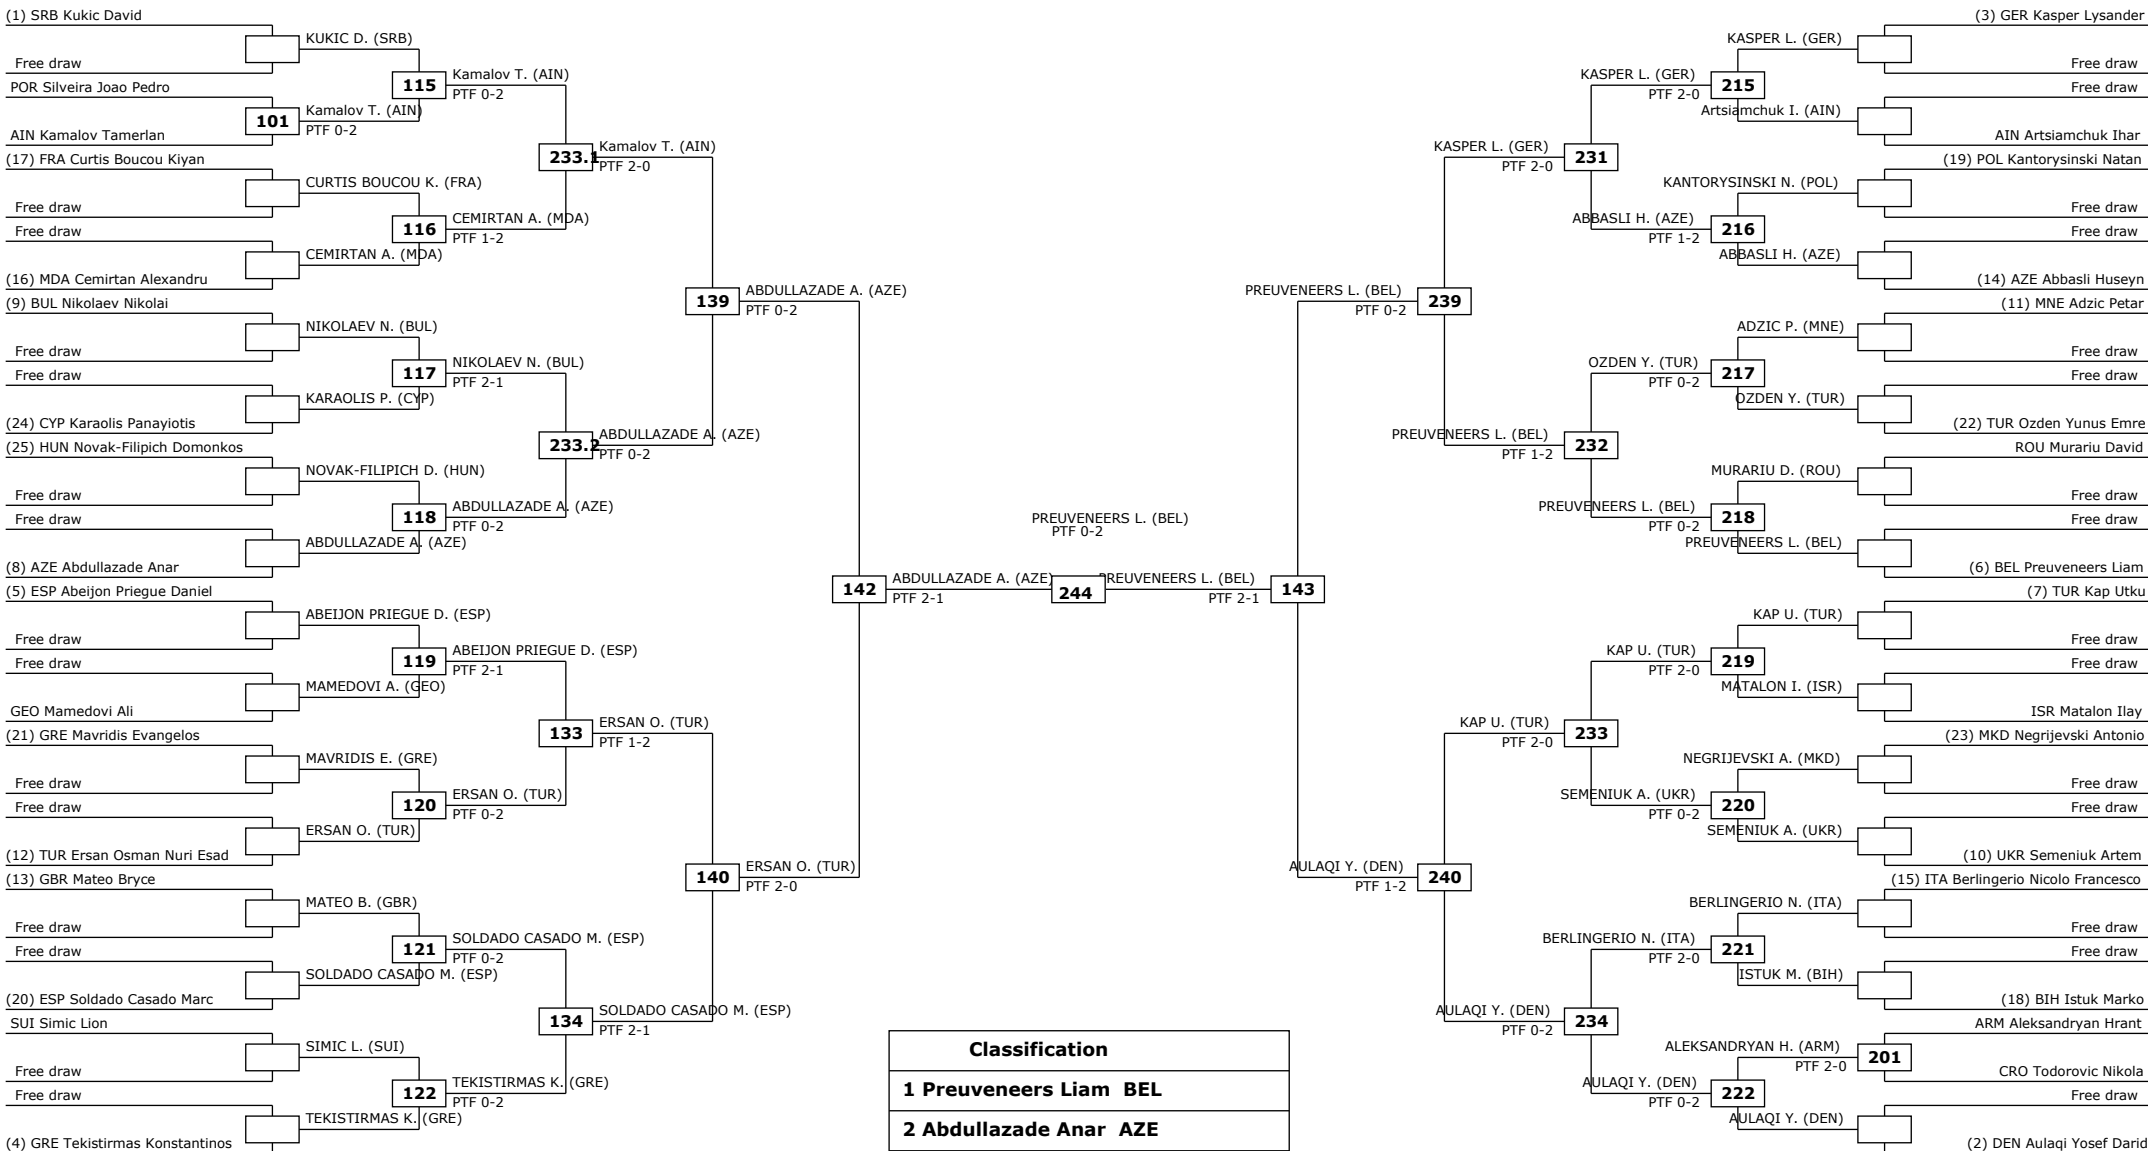 (1) SRB Kukic David
Free draw
POR Silveira Joao Pedro
AIN Kamalov Tamerlan
(17) FRA Curtis Boucou Kiyan
Free draw
Free draw
(16) MDA Cemirtan Alexandru
(9) BUL Nikolaev Nikolai
Free draw
Free draw
(24) CYP Karaolis Panayiotis
(25) HUN Novak-Filipich Domonkos
Free draw
Free draw
(8) AZE Abdullazade Anar
(5) ESP Abeijon Priegue Daniel
Free draw
Free draw
GEO Mamedovi Ali
(21) GRE Mavridis Evangelos
Free draw
Free draw
(12) TUR Ersan Osman Nuri Esad
(13) GBR Mateo Bryce
Free draw
Free draw
(20) ESP Soldado Casado Marc
SUI Simic Lion
Free draw
Free draw
(4) GRE Tekistirmas Konstantinos
KUKIC D. (SRB)
101
Kamalov T. (AIN)
PTF 0-2
CURTIS BOUCOU K. (FRA)
CEMIRTAN A. (MDA)
NIKOLAEV N. (BUL)
KARAOLIS P. (CYP)
NOVAK-FILIPICH D. (HUN)
ABDULLAZADE A. (AZE)
ABEIJON PRIEGUE D. (ESP)
MAMEDOVI A. (GEO)
MAVRIDIS E. (GRE)
ERSAN O. (TUR)
MATEO B. (GBR)
SOLDADO CASADO M. (ESP)
SIMIC L. (SUI)
TEKISTIRMAS K. (GRE)
115
Kamalov T. (AIN)
PTF 0-2
116
CEMIRTAN A. (MDA)
PTF 1-2
117
NIKOLAEV N. (BUL)
PTF 2-1
118
ABDULLAZADE A. (AZE)
PTF 0-2
119
ABEIJON PRIEGUE D. (ESP)
PTF 2-1
120
ERSAN O. (TUR)
PTF 0-2
121
SOLDADO CASADO M. (ESP)
PTF 0-2
122
TEKISTIRMAS K. (GRE)
PTF 0-2
233.1
Kamalov T. (AIN)
PTF 2-0
233.2
ABDULLAZADE A. (AZE)
PTF 0-2
133
ERSAN O. (TUR)
PTF 1-2
134
SOLDADO CASADO M. (ESP)
PTF 2-1
139
ABDULLAZADE A. (AZE)
PTF 0-2
140
ERSAN O. (TUR)
PTF 2-0
142
ABDULLAZADE A. (AZE)
PTF 2-1
PREUVENEERS L. (BEL)
PTF 0-2
244
PREUVENEERS L. (BEL)
PTF 2-1
143
PREUVENEERS L. (BEL)
PTF 0-2
239
AULAQI Y. (DEN)
PTF 1-2
240
KASPER L. (GER)
PTF 2-0
231
PREUVENEERS L. (BEL)
PTF 1-2
232
KAP U. (TUR)
PTF 2-0
233
AULAQI Y. (DEN)
PTF 0-2
234
KASPER L. (GER)
PTF 2-0
215
ABBASLI H. (AZE)
PTF 1-2
216
OZDEN Y. (TUR)
PTF 0-2
217
PREUVENEERS L. (BEL)
PTF 0-2
218
KAP U. (TUR)
PTF 2-0
219
SEMENIUK A. (UKR)
PTF 0-2
220
BERLINGERIO N. (ITA)
PTF 2-0
221
AULAQI Y. (DEN)
PTF 0-2
222
KASPER L. (GER)
Artsiamchuk I. (AIN)
KANTORYSINSKI N. (POL)
ABBASLI H. (AZE)
ADZIC P. (MNE)
OZDEN Y. (TUR)
MURARIU D. (ROU)
PREUVENEERS L. (BEL)
KAP U. (TUR)
MATALON I. (ISR)
NEGRIJEVSKI A. (MKD)
SEMENIUK A. (UKR)
BERLINGERIO N. (ITA)
ISTUK M. (BIH)
ALEKSANDRYAN H. (ARM)
PTF 2-0
201
AULAQI Y. (DEN)
(3) GER Kasper Lysander
Free draw
Free draw
AIN Artsiamchuk Ihar
(19) POL Kantorysinski Natan
Free draw
Free draw
(14) AZE Abbasli Huseyn
(11) MNE Adzic Petar
Free draw
Free draw
(22) TUR Ozden Yunus Emre
ROU Murariu David
Free draw
Free draw
(6) BEL Preuveneers Liam
(7) TUR Kap Utku
Free draw
Free draw
ISR Matalon Ilay
(23) MKD Negrijevski Antonio
Free draw
Free draw
(10) UKR Semeniuk Artem
(15) ITA Berlingerio Nicolo Francesco
Free draw
Free draw
(18) BIH Istuk Marko
ARM Aleksandryan Hrant
CRO Todorovic Nikola
Free draw
(2) DEN Aulaqi Yosef Darid
Classification
1 Preuveneers Liam BEL
2 Abdullazade Anar AZE